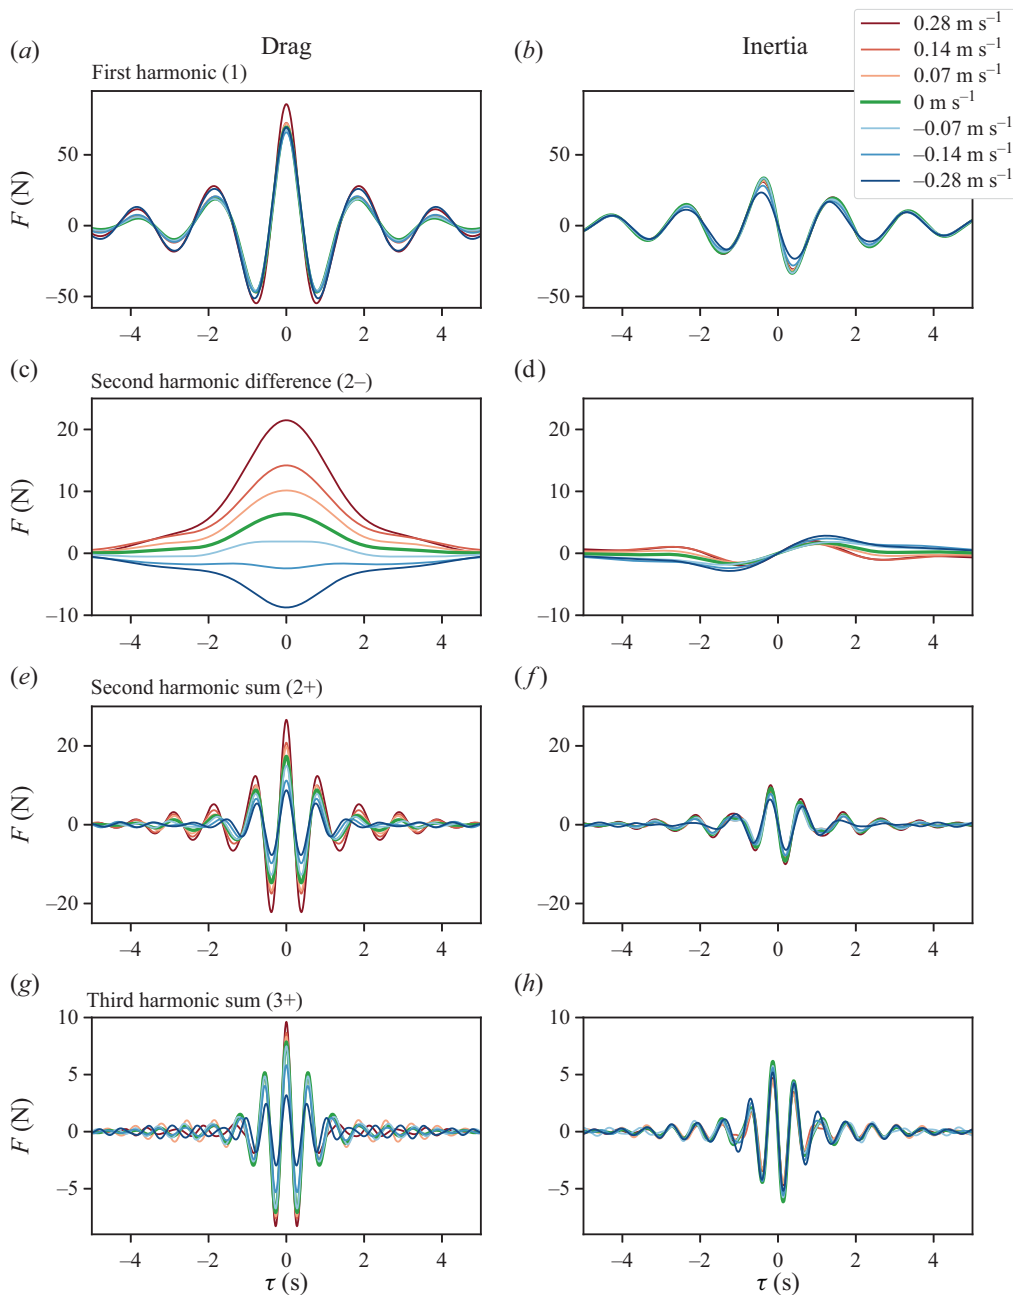 (a)
Drag
(b)
Inertia
First harmonic (1)
0.28 m s⁻¹
0.14 m s⁻¹
0.07 m s⁻¹
0 m s⁻¹
–0.07 m s⁻¹
–0.14 m s⁻¹
–0.28 m s⁻¹
F (N)
50
0
–50
–4 –2 0 2 4
50
0
–50
–4 –2 0 2 4
(c)
Second harmonic difference (2–)
(d)
F (N)
20
10
0
–10
–4 –2 0 2 4
20
10
0
–10
–4 –2 0 2 4
(e)
Second harmonic sum (2+)
(f)
F (N)
20
0
–20
–4 –2 0 2 4
20
0
–20
–4 –2 0 2 4
(g)
Third harmonic sum (3+)
(h)
F (N)
10
5
0
–5
–4 –2 0 2 4
τ (s)
10
5
0
–5
–4 –2 0 2 4
τ (s)